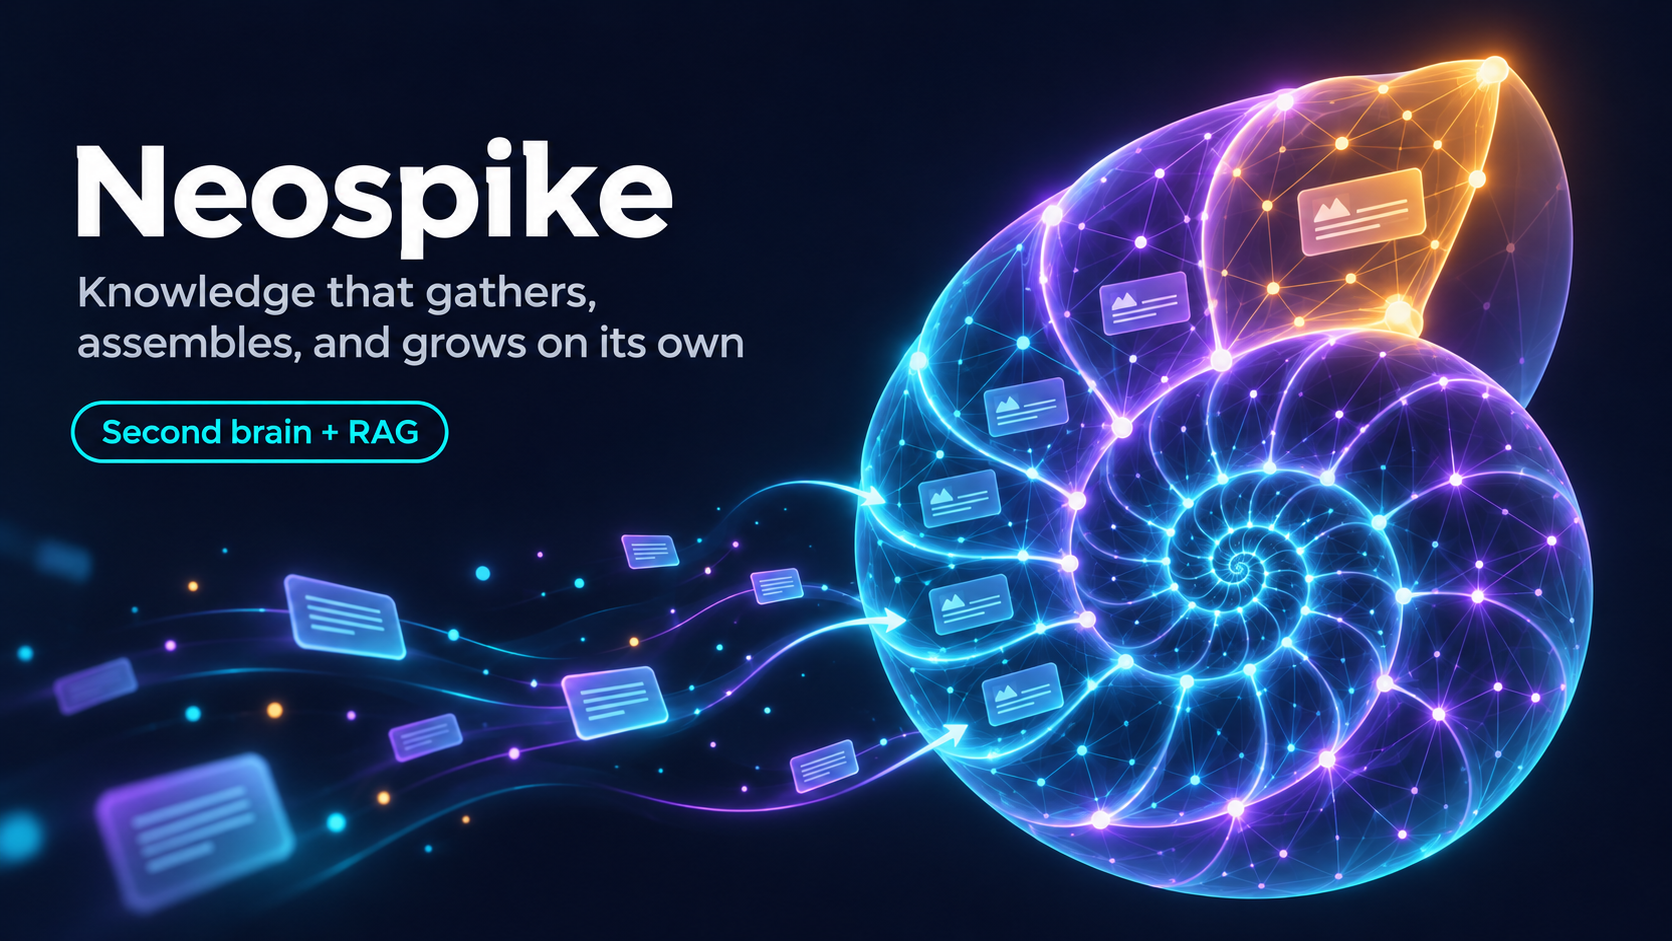 Neospike
Knowledge that gathers,
assembles, and grows on its own
Second brain + RAG